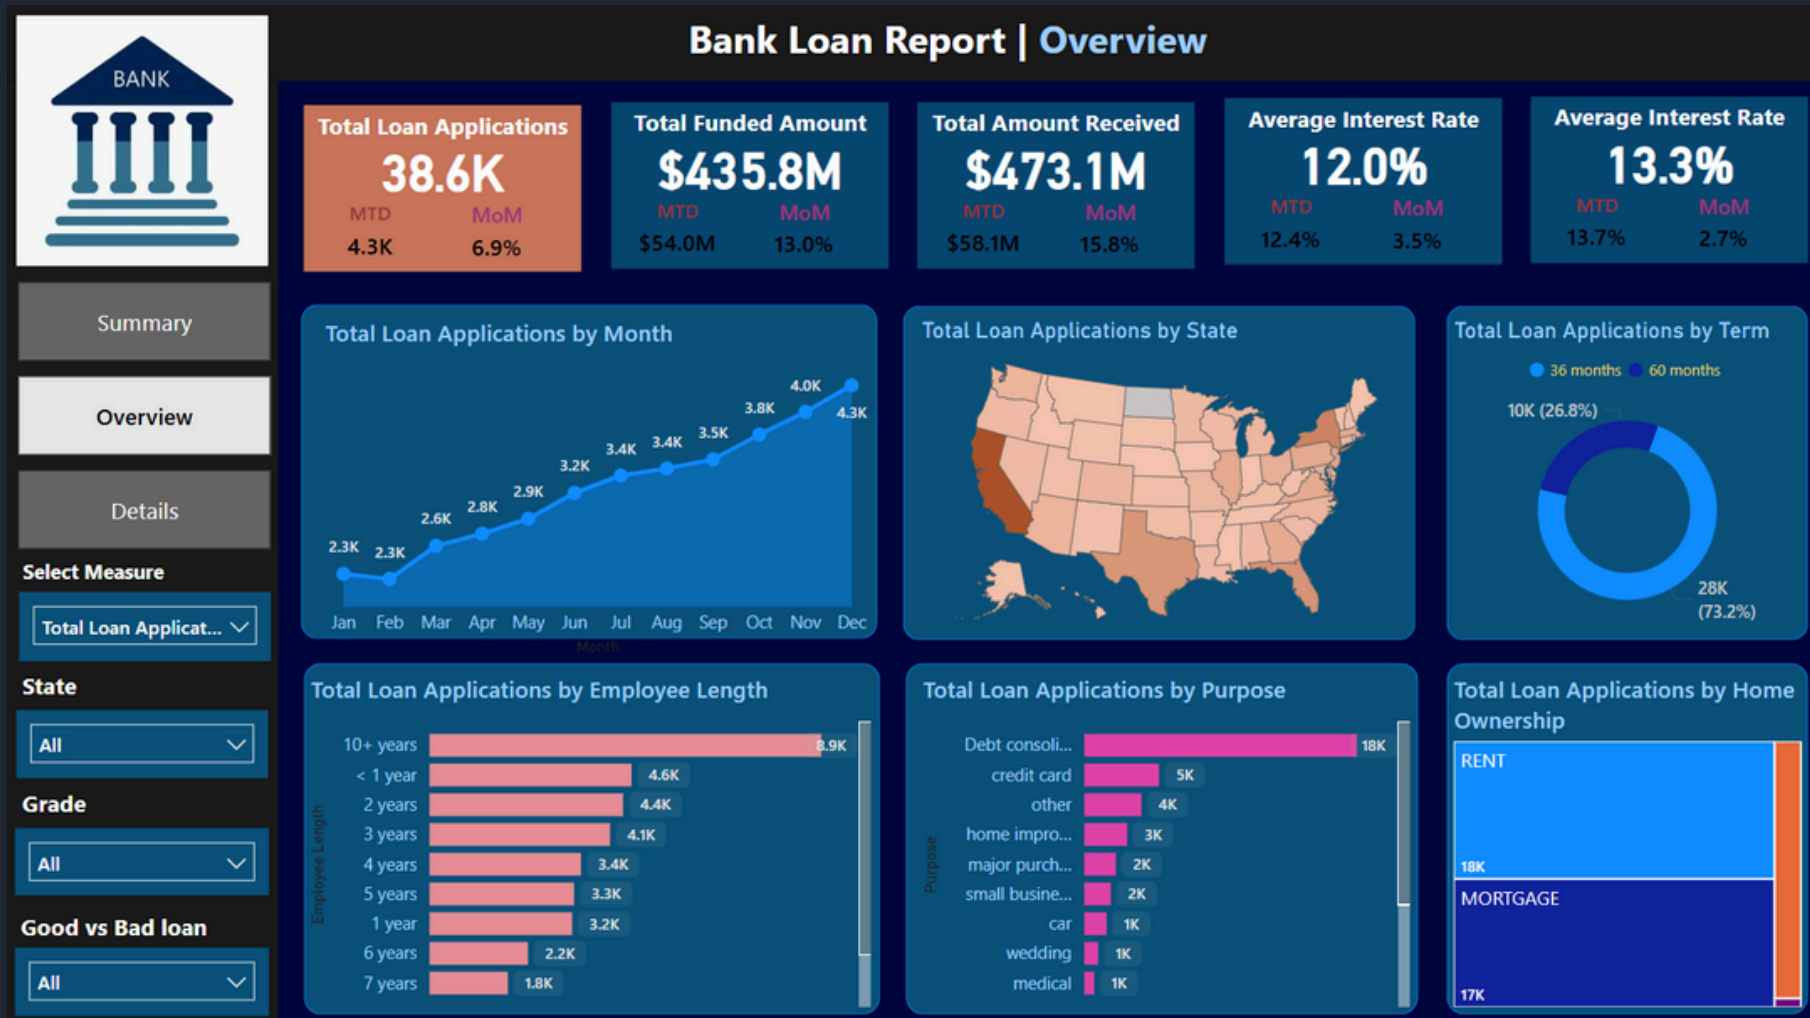 BANK
Bank Loan Report | Overview
Total Loan Applications
38.6K
MTD MoM
4.3K 6.9%
Total Funded Amount
$435.8M
MTD MoM
$54.0M 13.0%
Total Amount Received
$473.1M
MTD MoM
$58.1M 15.8%
Average Interest Rate
12.0%
MTD MoM
12.4% 3.5%
Average Interest Rate
13.3%
MTD MoM
13.7% 2.7%
Summary
Overview
Details
Select Measure
Total Loan Applicat...
State
All
Grade
All
Good vs Bad loan
All
Total Loan Applications by Month
2.3K
2.3K
2.6K
2.8K
2.9K
3.2K
3.4K
3.4K
3.5K
3.8K
4.0K
4.3K
Jan Feb Mar Apr May Jun Jul Aug Sep Oct Nov Dec
Month
Total Loan Applications by State
Total Loan Applications by Term
36 months 60 months
10K (26.8%)
28K
(73.2%)
Total Loan Applications by Employee Length
Employee Length
10+ years 8.9K
< 1 year 4.6K
2 years 4.4K
3 years 4.1K
4 years 3.4K
5 years 3.3K
1 year 3.2K
6 years 2.2K
7 years 1.8K
Total Loan Applications by Purpose
Purpose
Debt consoli... 18K
credit card 5K
other 4K
home impro... 3K
major purch... 2K
small busine... 2K
car 1K
wedding 1K
medical 1K
Total Loan Applications by Home
Ownership
RENT
18K
MORTGAGE
17K